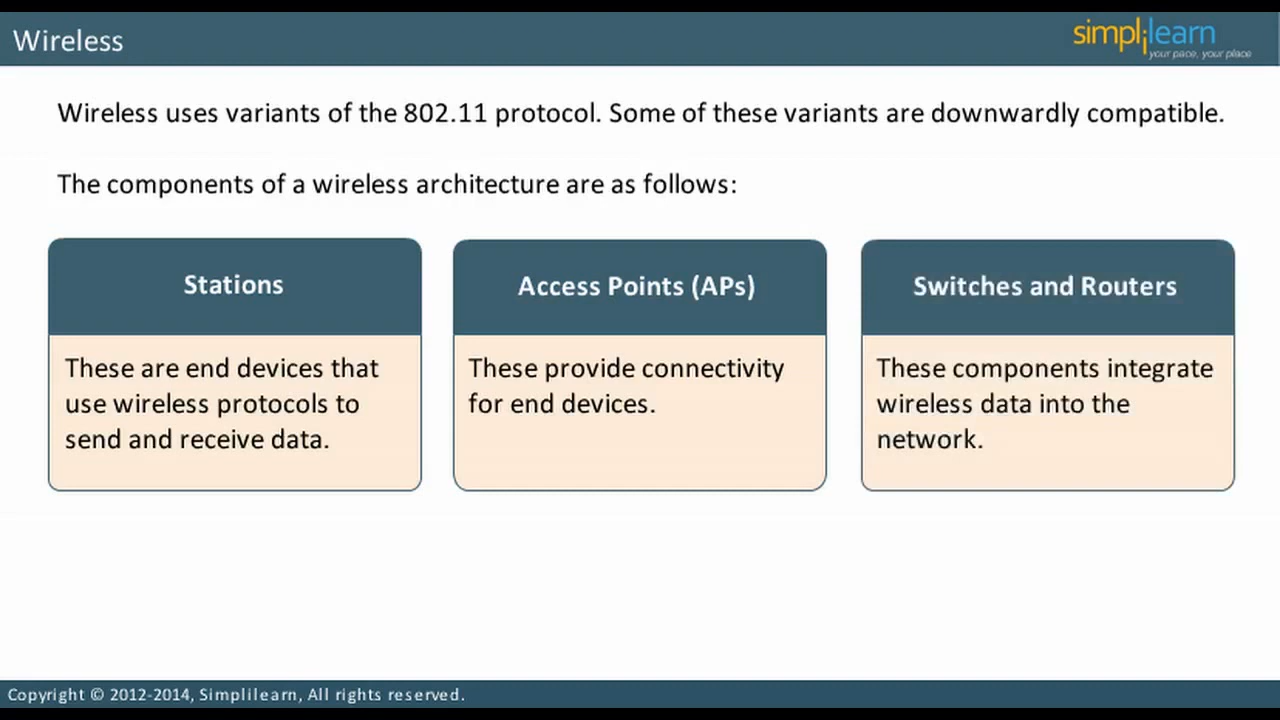 Wireless
simplilearn
your pace, your place
Wireless uses variants of the 802.11 protocol. Some of these variants are downwardly compatible.
The components of a wireless architecture are as follows:
Stations
These are end devices that
use wireless protocols to
send and receive data.
Access Points (APs)
These provide connectivity
for end devices.
Switches and Routers
These components integrate
wireless data into the
network.
Copyright © 2012-2014, Simplilearn, All rights reserved.